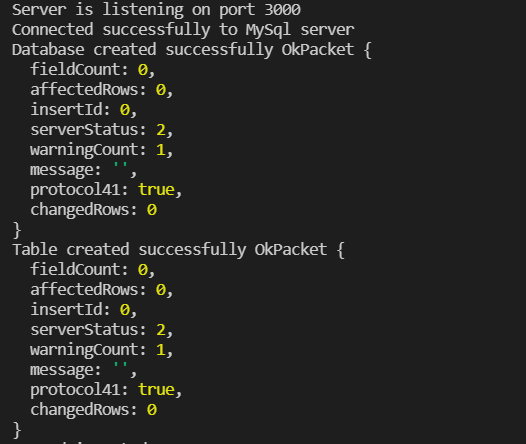 Server is listening on port 3000
Connected successfully to MySql server
Database created successfully OkPacket {
  fieldCount: 0,
  affectedRows: 0,
  insertId: 0,
  serverStatus: 2,
  warningCount: 1,
  message: '',
  protocol41: true,
  changedRows: 0
}
Table created successfully OkPacket {
  fieldCount: 0,
  affectedRows: 0,
  insertId: 0,
  serverStatus: 2,
  warningCount: 1,
  message: '',
  protocol41: true,
  changedRows: 0
}